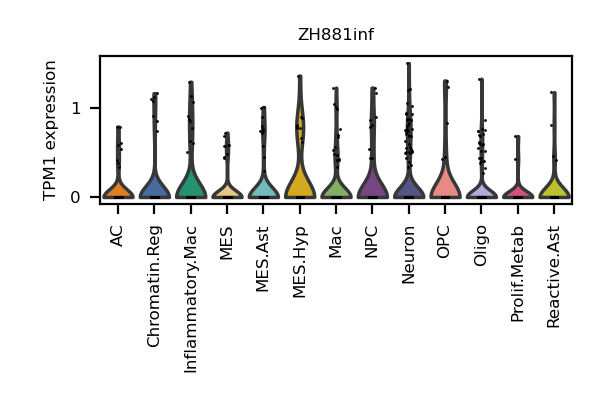 ZH881inf
TPM1 expression
1
0
AC
Chromatin.Reg
Inflammatory.Mac
MES
MES.Ast
MES.Hyp
Mac
NPC
Neuron
OPC
Oligo
Prolif.Metab
Reactive.Ast